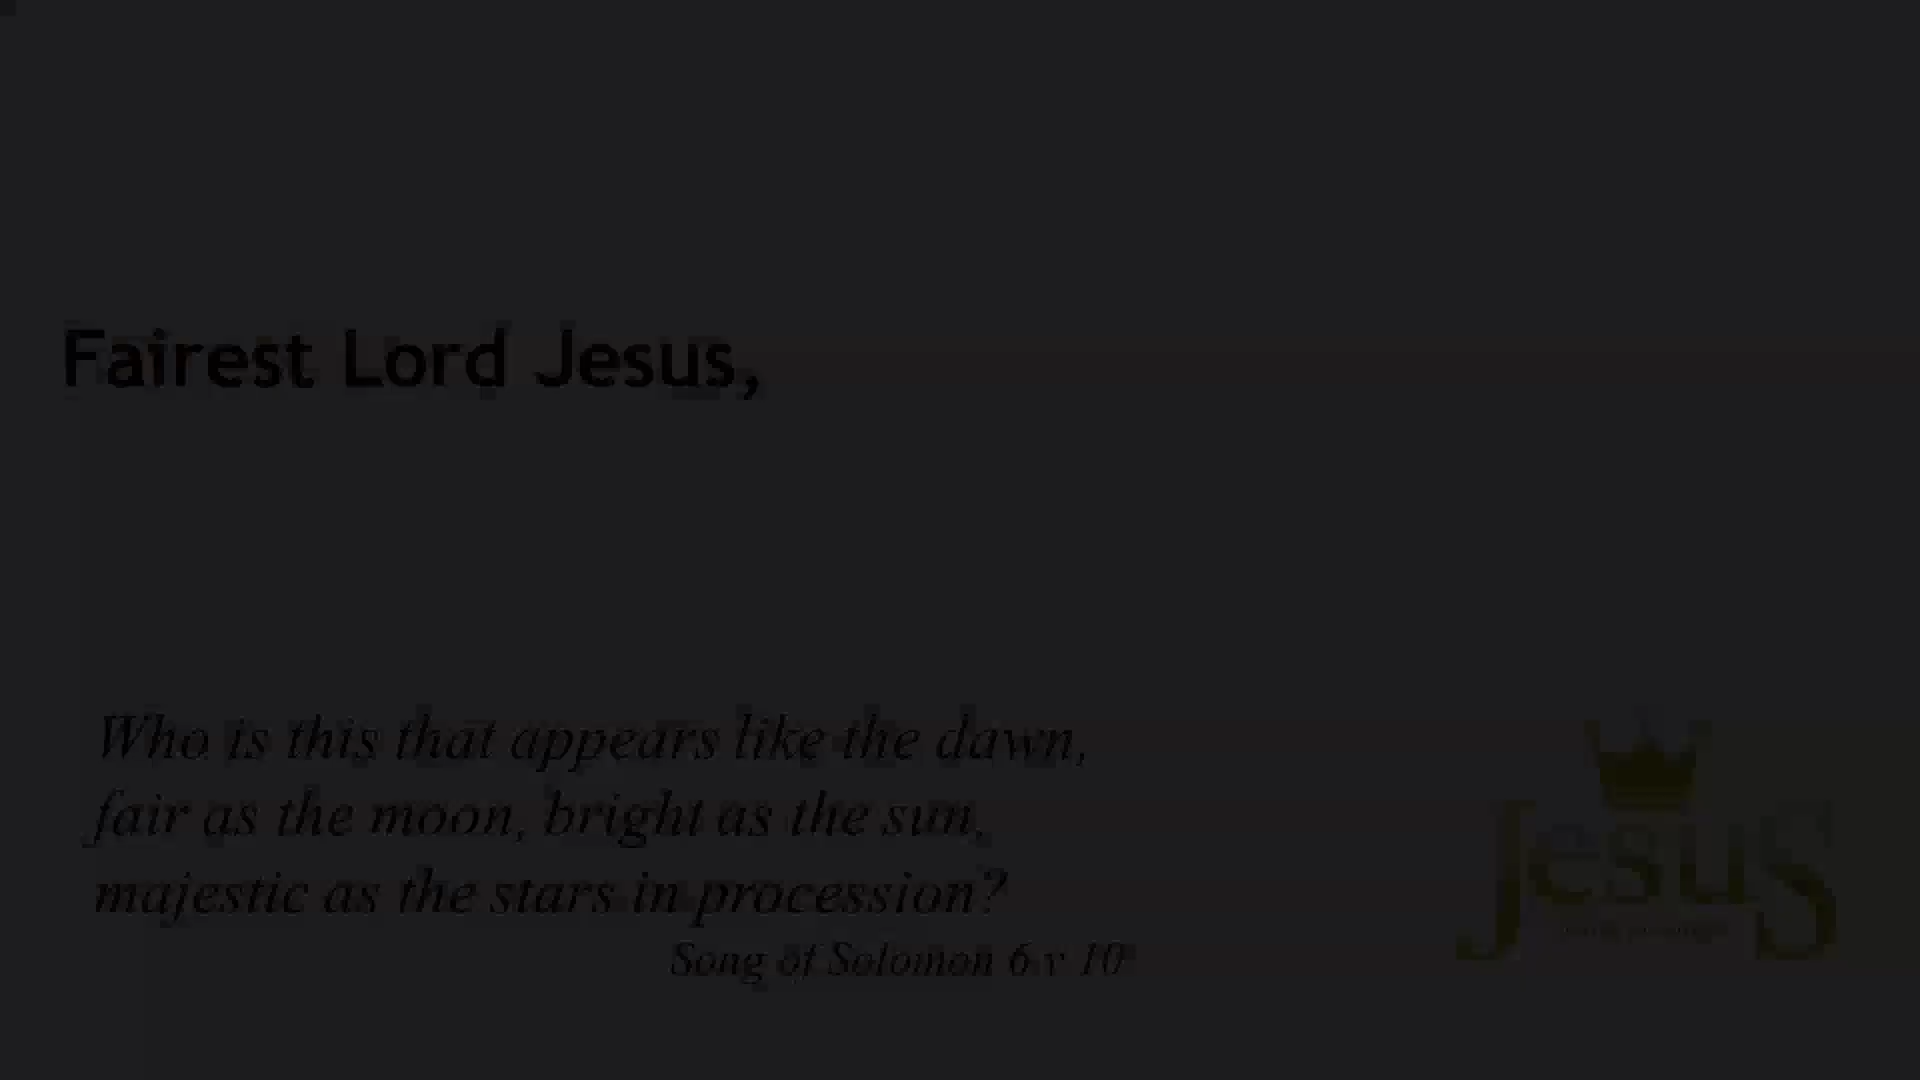 Fairest Lord Jesus,
Who is this that appears like the dawn,
fair as the moon, bright as the sun,
majestic as the stars in procession?
Song of Solomon 6 v 10
Jesus